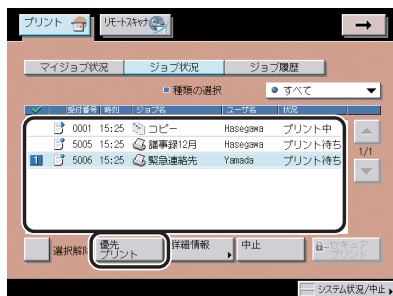 プリント リモートスキャナ
マイジョブ状況 ジョブ状況 ジョブ履歴
■ 種類の選択 すべて
受付番号 時刻 ジョブ名 ユーザ名 状況
0001 15:25 コピー Hasegawa プリント中
5005 15:25 議事録12月 Hasegawa プリント待ち
1 5006 15:25 緊急連絡先 Yamada プリント待ち
1/1
選択解除 優先プリント 詳細情報 中止 セキュアプリント
システム状況/中止